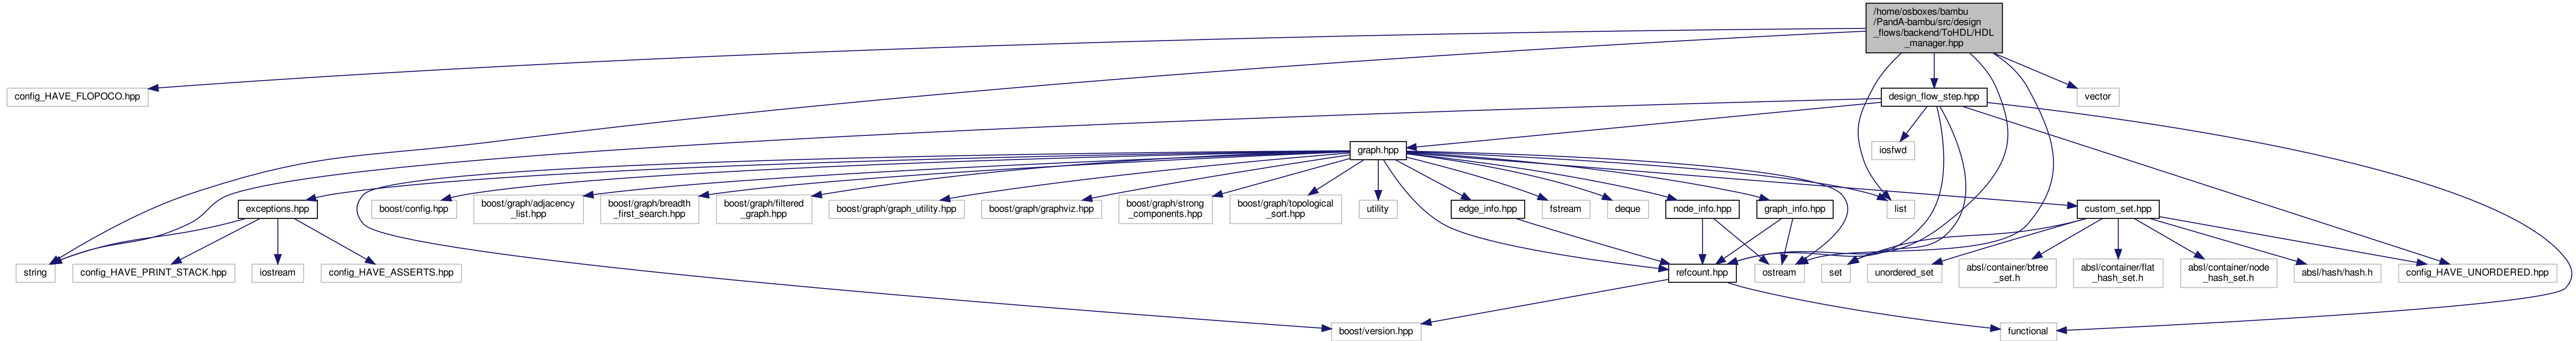 /home/osboxes/bambu
/PandA-bambu/src/design
_flows/backend/ToHDL/HDL
_manager.hpp
config_HAVE_FLOPOCO.hpp
design_flow_step.hpp
vector
graph.hpp
iosfwd
exceptions.hpp
boost/config.hpp
boost/graph/adjacency
_list.hpp
boost/graph/breadth
_first_search.hpp
boost/graph/filtered
_graph.hpp
boost/graph/graph_utility.hpp
boost/graph/graphviz.hpp
boost/graph/strong
_components.hpp
boost/graph/topological
_sort.hpp
utility
edge_info.hpp
fstream
deque
node_info.hpp
graph_info.hpp
list
custom_set.hpp
string
config_HAVE_PRINT_STACK.hpp
iostream
config_HAVE_ASSERTS.hpp
refcount.hpp
ostream
set
unordered_set
absl/container/btree
_set.h
absl/container/flat
_hash_set.h
absl/container/node
_hash_set.h
absl/hash/hash.h
config_HAVE_UNORDERED.hpp
boost/version.hpp
functional